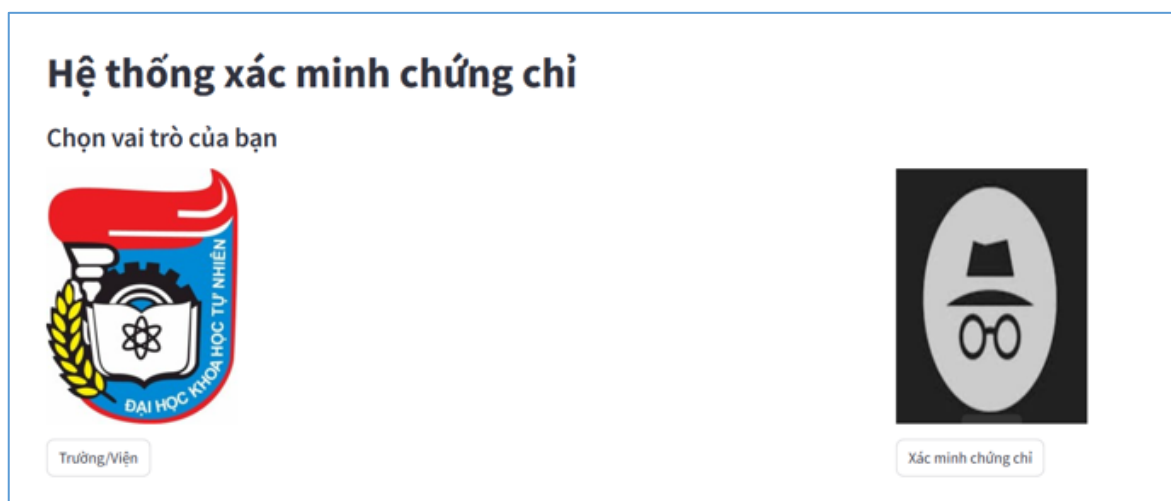 Hệ thống xác minh chứng chỉ
Chọn vai trò của bạn
ĐẠI HỌC KHOA HỌC TỰ NHIÊN
Trường/Viện
Xác minh chứng chỉ